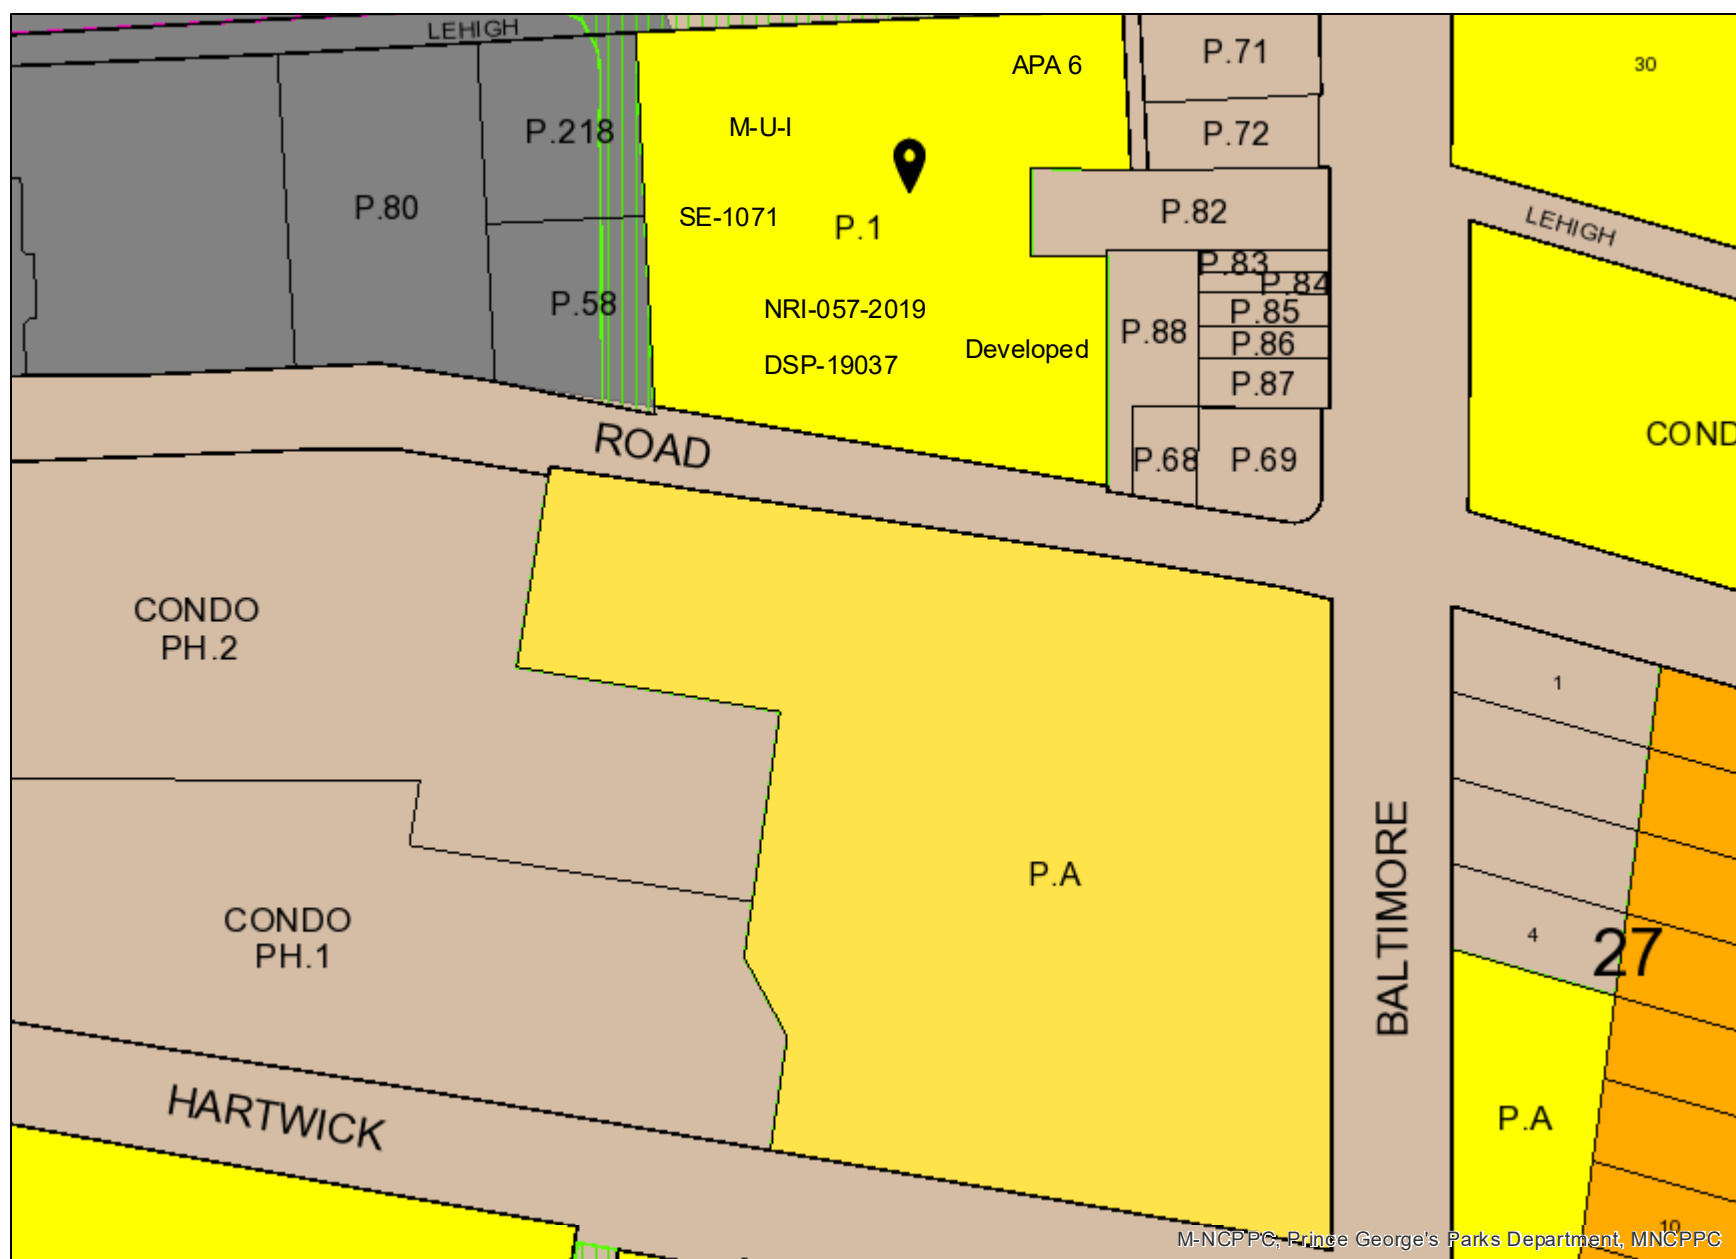 LEHIGH
APA 6
P.71
30
M-U-I
P.218
P.72
P.80
SE-1071
P.1
P.82
LEHIGH
P.83
P.84
P.58
NRI-057-2019
P.85
P.88
P.86
Developed
DSP-19037
P.87
ROAD
P.68
P.69
COND
CONDO
PH.2
1
P.A
BALTIMORE
CONDO
PH.1
4
27
HARTWICK
P.A
10
M-NCPPC, Prince George's Parks Department, MNCPPC